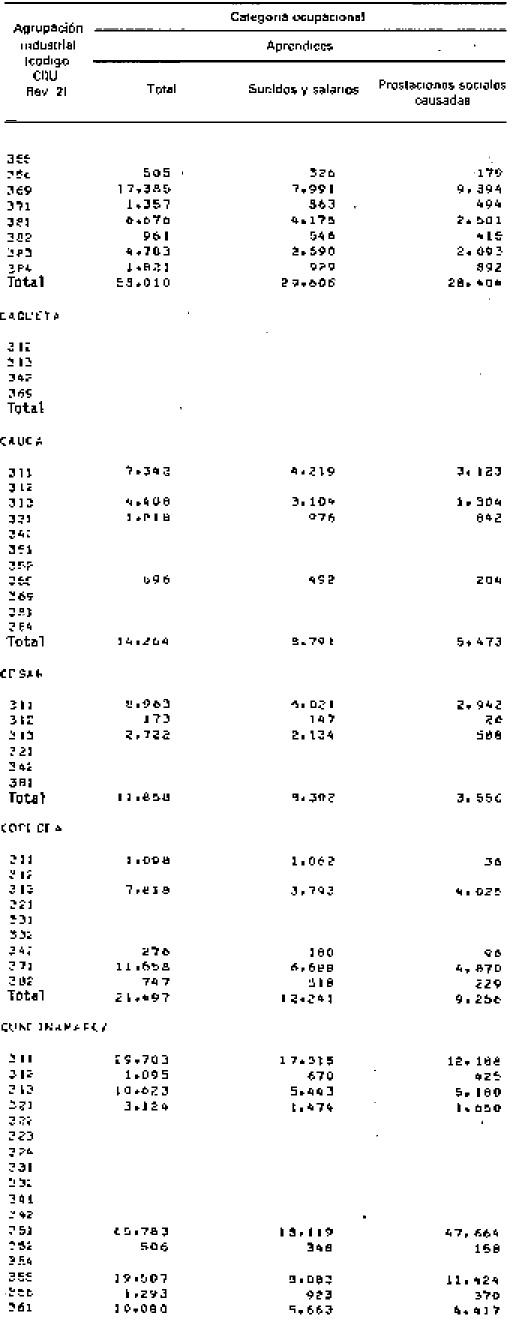 Categoría ocupacional
Agrupación
industrial
(código
CIIU
Rev. 2)
Aprendices
Total Sueldos y salarios Prestaciones sociales
causadas
355
356 505 326 179
369 17.385 7.991 9.394
371 1.357 863 494
381 6.676 4.175 2.501
382 961 546 415
383 4.783 2.690 2.093
384 1.821 929 892
Total 58.010 29.606 28.404
CAQUETA
312
313
342
369
Total
CAUCA
311 7.342 4.219 3.123
312
313 4.408 3.104 1.304
321 1.818 976 842
342
351
352
356 696 492 204
369
383
384
Total 14.264 8.791 5.473
CESAR
311 8.963 6.021 2.942
312 173 147 26
313 2.722 2.134 588
321
342
381
Total 11.858 8.302 3.556
CORDOBA
311 1.098 1.062 36
312
313 7.818 3.793 4.025
321
331
332
342 276 180 96
371 11.558 6.688 4.870
382 747 518 229
Total 21.497 12.241 9.256
CUNDINAMARCA
311 29.703 17.515 12.188
312 1.095 670 425
313 10.623 5.443 5.180
321 3.124 1.474 1.650
322
323
324
331
332
341
342
351 65.783 18.119 47.664
352 506 348 158
354
355 19.507 8.083 11.424
356 1.293 923 370
361 10.080 5.663 4.417